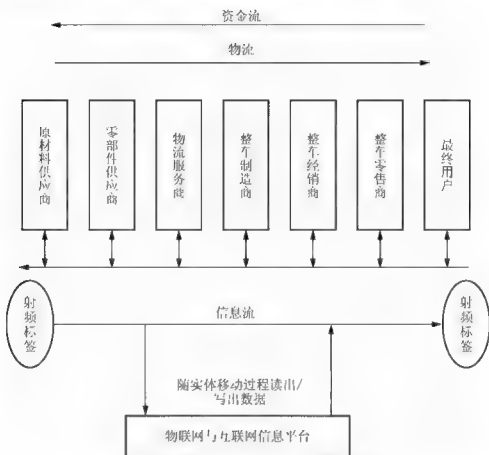 资金流
物流
原材料供应商
零部件供应商
物流服务商
整车制造商
整车经销商
整车零售商
最终用户
射频标签
信息流
射频标签
随实体移动过程读出/
写出数据
物联网与互联网信息平台